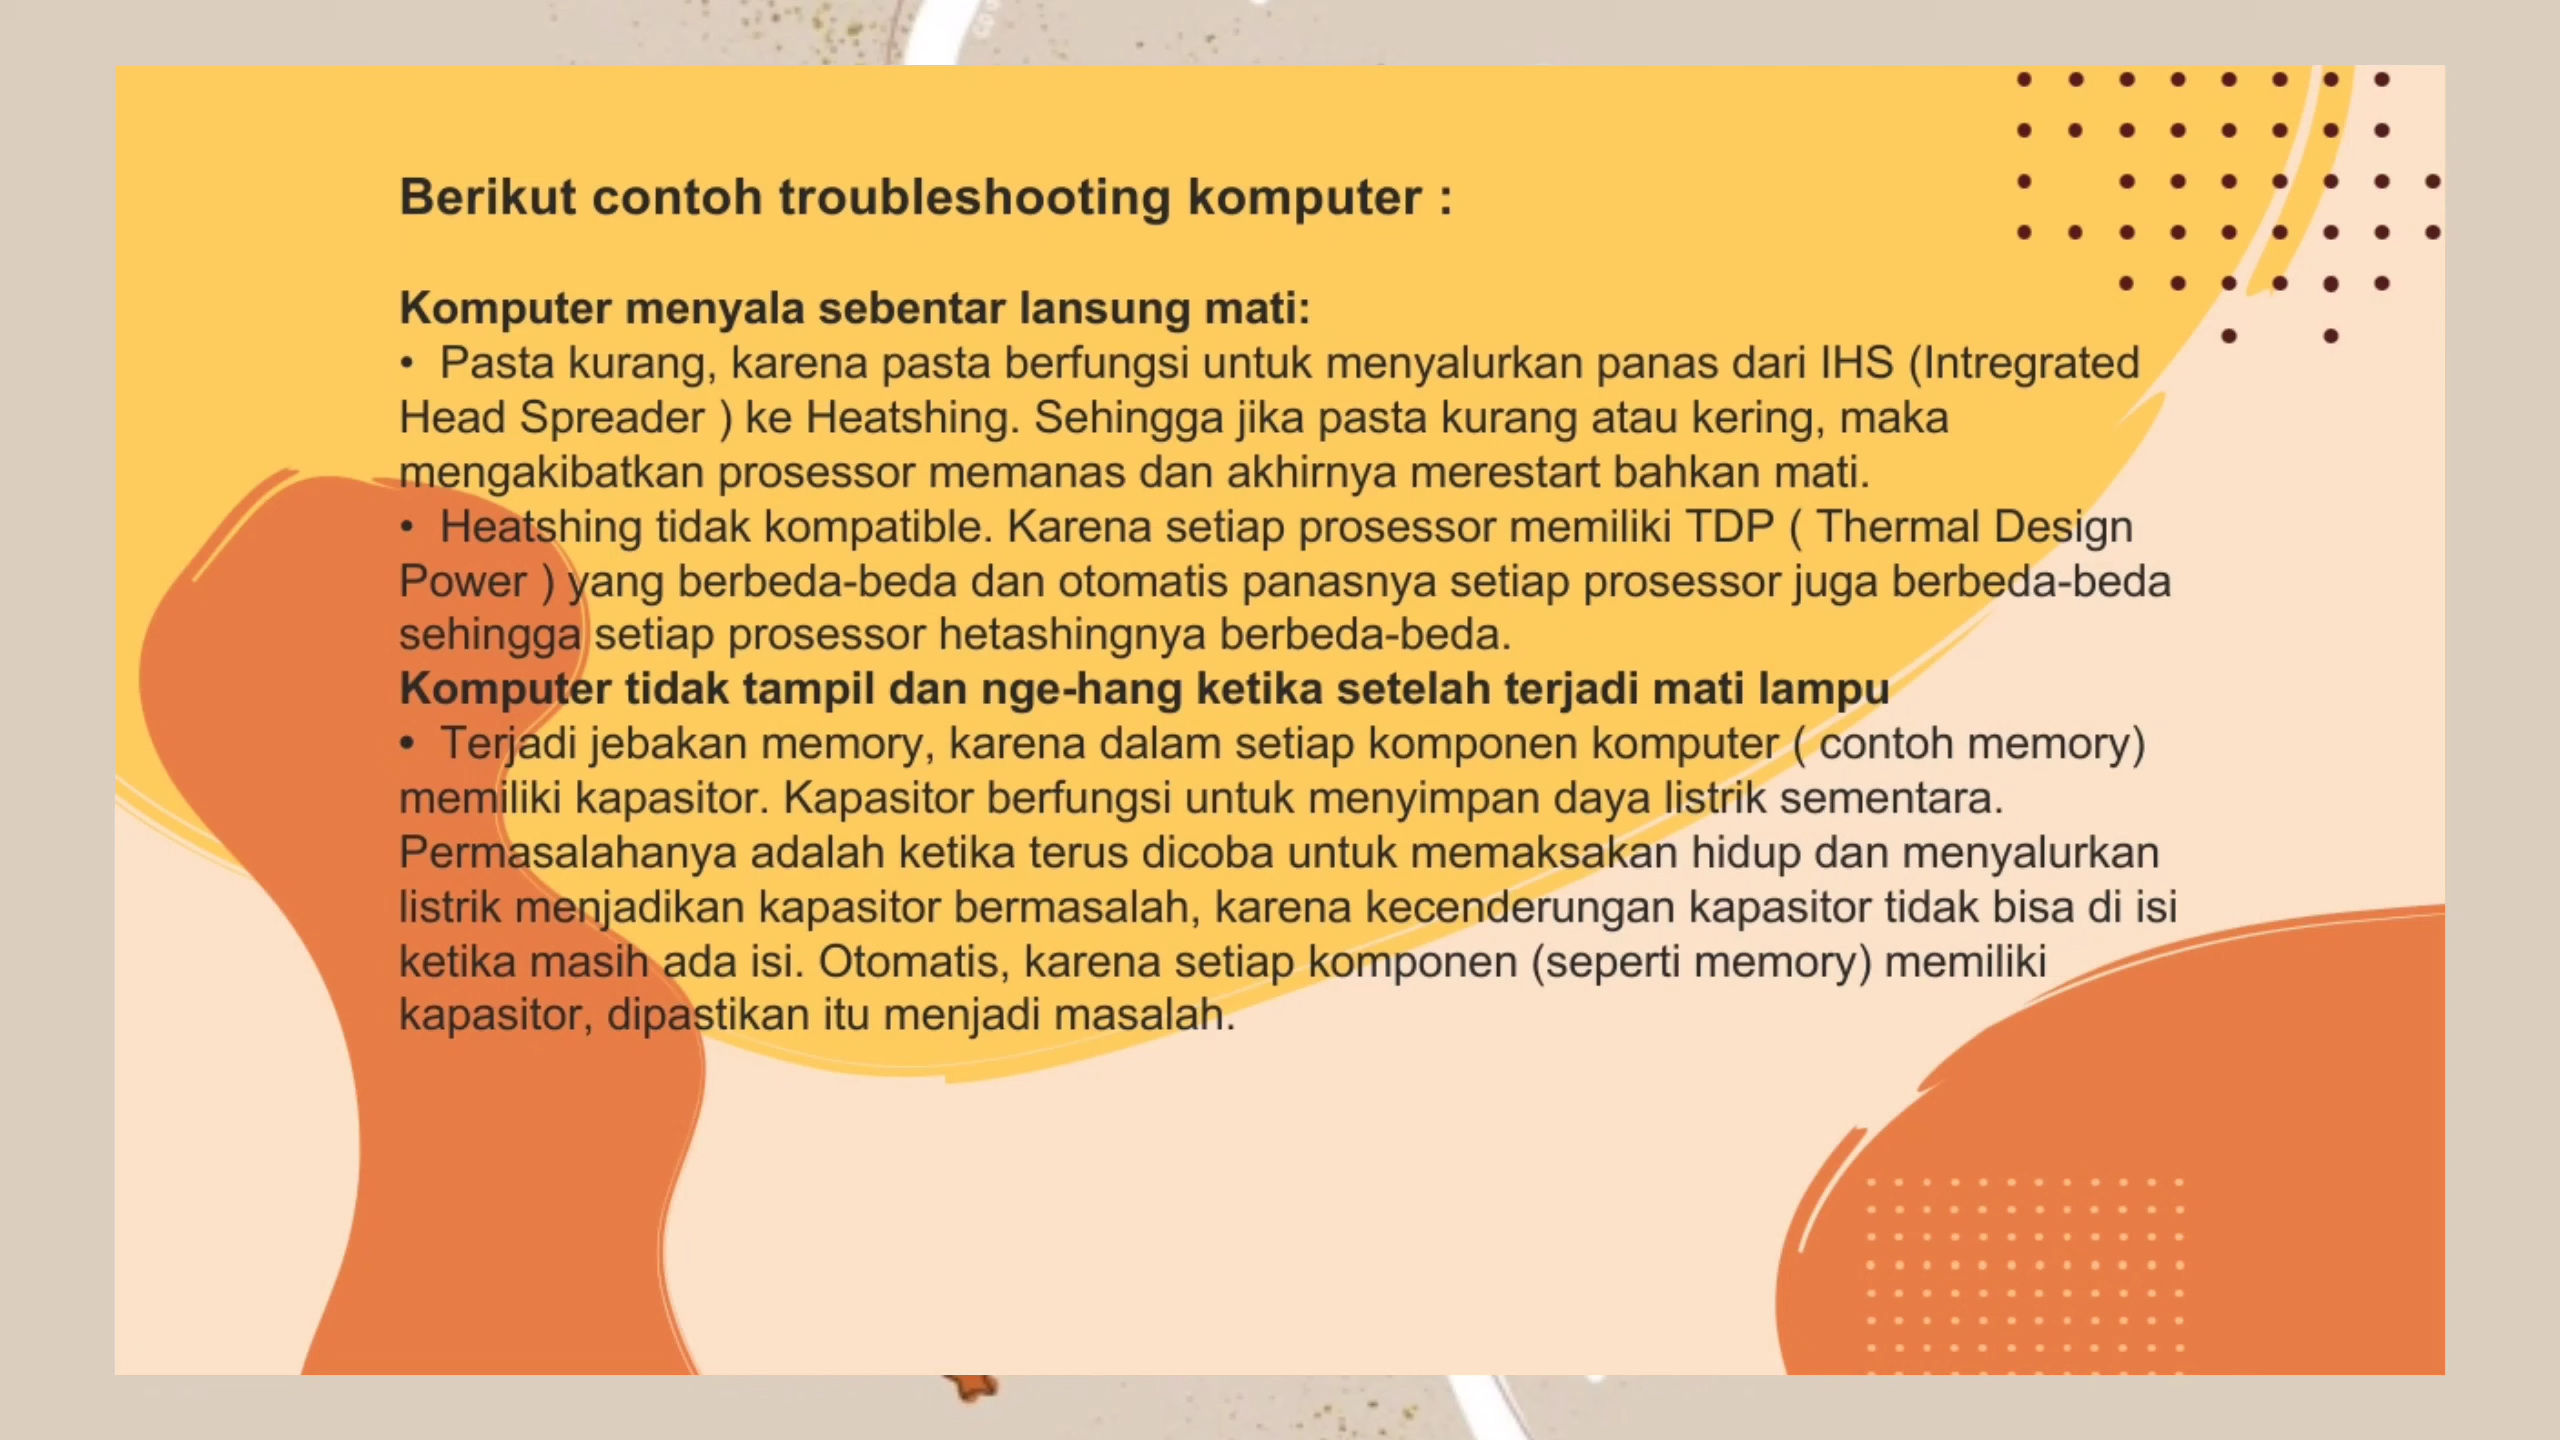 Berikut contoh troubleshooting komputer :
Komputer menyala sebentar lansung mati:
• Pasta kurang, karena pasta berfungsi untuk menyalurkan panas dari IHS (Intregrated
Head Spreader ) ke Heatshing. Sehingga jika pasta kurang atau kering, maka
mengakibatkan prosessor memanas dan akhirnya merestart bahkan mati.
• Heatshing tidak kompatible. Karena setiap prosessor memiliki TDP ( Thermal Design
Power ) yang berbeda-beda dan otomatis panasnya setiap prosessor juga berbeda-beda
sehingga setiap prosessor hetashingnya berbeda-beda.
Komputer tidak tampil dan nge-hang ketika setelah terjadi mati lampu
• Terjadi jebakan memory, karena dalam setiap komponen komputer ( contoh memory)
memiliki kapasitor. Kapasitor berfungsi untuk menyimpan daya listrik sementara.
Permasalahanya adalah ketika terus dicoba untuk memaksakan hidup dan menyalurkan
listrik menjadikan kapasitor bermasalah, karena kecenderungan kapasitor tidak bisa di isi
ketika masih ada isi. Otomatis, karena setiap komponen (seperti memory) memiliki
kapasitor, dipastikan itu menjadi masalah.